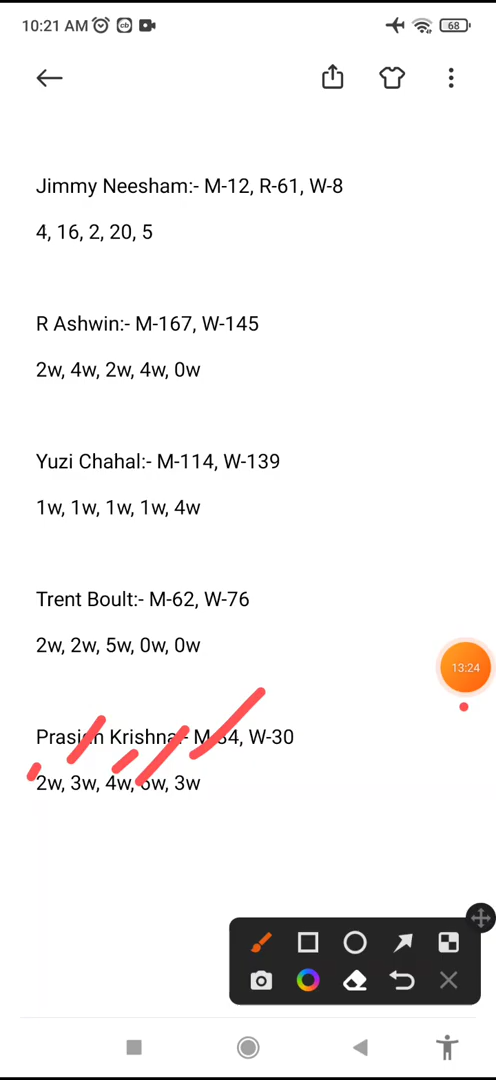 10:21 AM
68
Jimmy Neesham:- M-12, R-61, W-8
4, 16, 2, 20, 5
R Ashwin:- M-167, W-145
2w, 4w, 2w, 4w, 0w
Yuzi Chahal:- M-114, W-139
1w, 1w, 1w, 1w, 4w
Trent Boult:- M-62, W-76
2w, 2w, 5w, 0w, 0w
13:24
Krishna:- W-30
2w, 3w, 4w, 3w